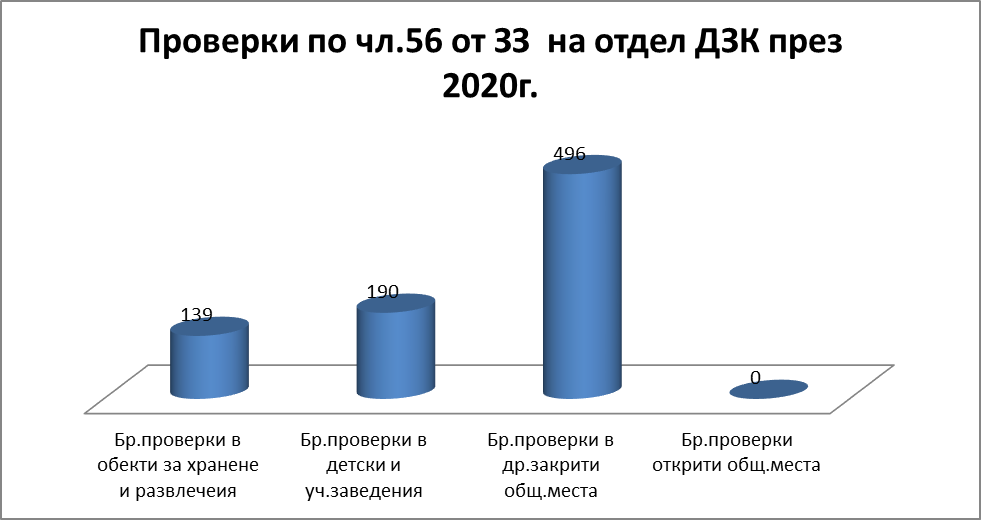 Проверки по чл.56 от ЗЗ на отдел ДЗК през
2020г.
496
190
139
0
Бр.проверки в
обекти за хранене
и развлечеия
Бр.проверки в
детски и
уч.заведения
Бр.проверки в
др.закрити
общ.места
Бр.проверки
открити общ.места